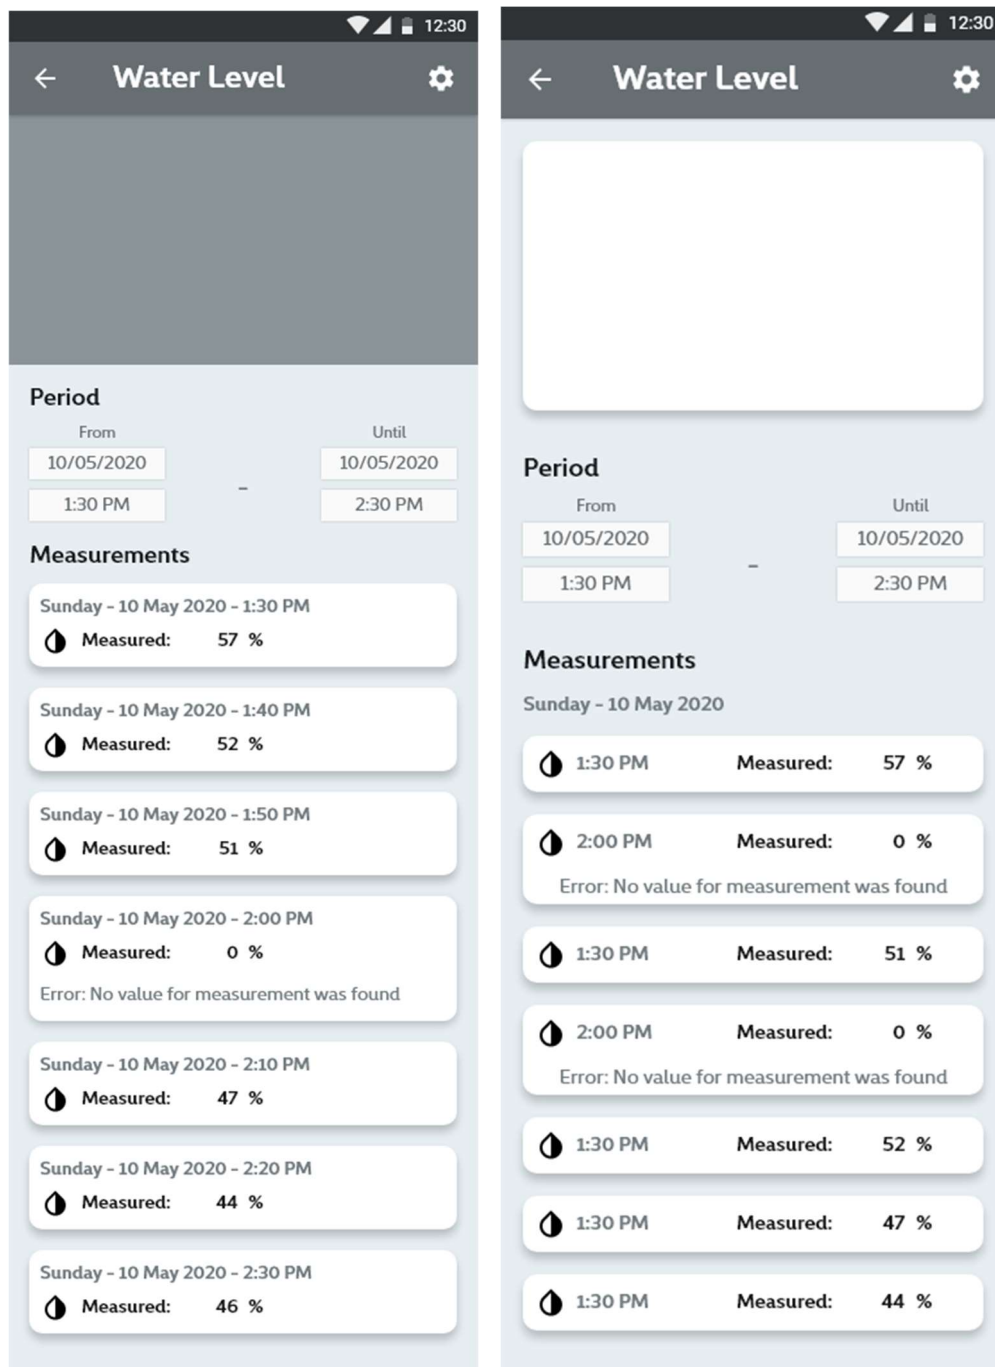 12:30
Water Level
Period
From Until
10/05/2020 10/05/2020
-
1:30 PM 2:30 PM
Measurements
Sunday - 10 May 2020 - 1:30 PM
Measured: 57 %
Sunday - 10 May 2020 - 1:40 PM
Measured: 52 %
Sunday - 10 May 2020 - 1:50 PM
Measured: 51 %
Sunday - 10 May 2020 - 2:00 PM
Measured: 0 %
Error: No value for measurement was found
Sunday - 10 May 2020 - 2:10 PM
Measured: 47 %
Sunday - 10 May 2020 - 2:20 PM
Measured: 44 %
Sunday - 10 May 2020 - 2:30 PM
Measured: 46 %
12:30
Water Level
Period
From Until
10/05/2020 10/05/2020
-
1:30 PM 2:30 PM
Measurements
Sunday - 10 May 2020
1:30 PM Measured: 57 %
2:00 PM Measured: 0 %
Error: No value for measurement was found
1:30 PM Measured: 51 %
2:00 PM Measured: 0 %
Error: No value for measurement was found
1:30 PM Measured: 52 %
1:30 PM Measured: 47 %
1:30 PM Measured: 44 %